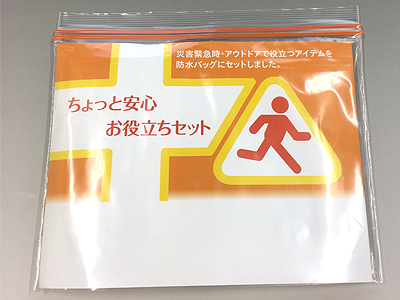 災害緊急時・アウトドアで役立つアイテムを
防水バッグにセットしました。
ちょっと安心
お役立ちセット